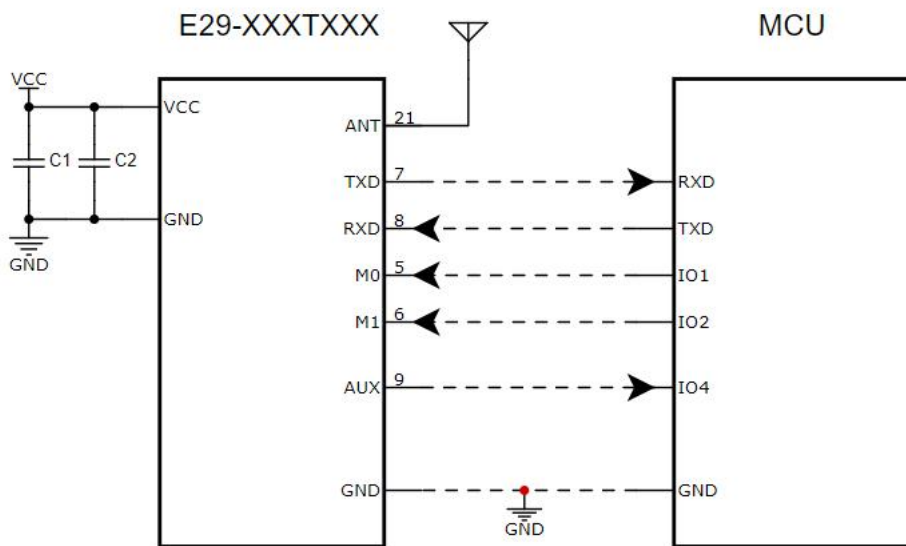 E29-XXXTXXX
MCU
VCC
VCC
ANT
21
C1
C2
TXD
7
RXD
GND
RXD
8
TXD
GND
M0
5
IO1
M1
6
IO2
AUX
9
IO4
GND
GND
GND